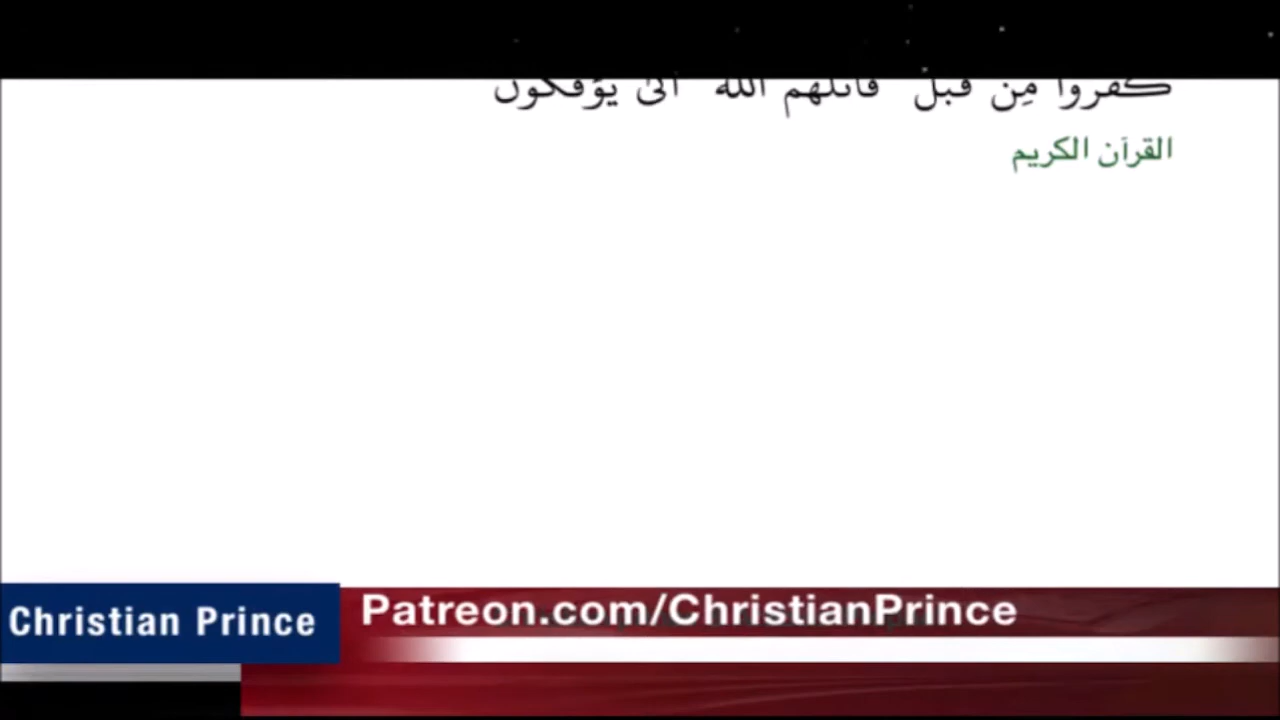 كفروا مِن قبل قاتلهم الله أنى يؤفكون
القرآن الكريم
Christian Prince
Patreon.com/ChristianPrince